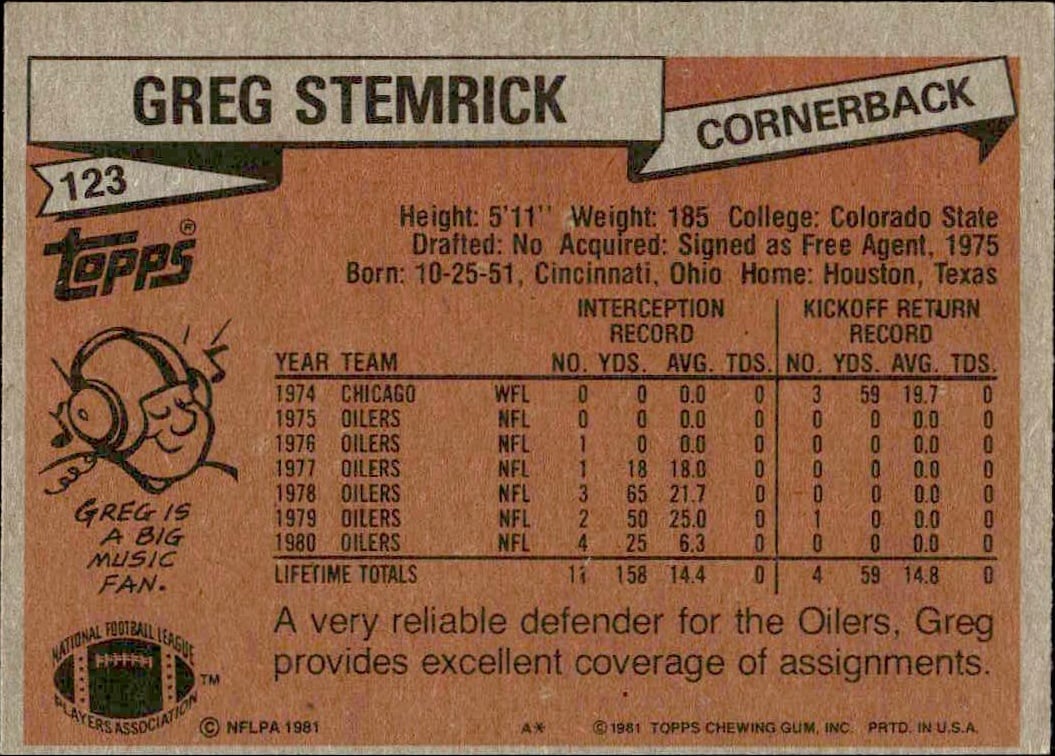 GREG STEMRICK
CORNERBACK
123
TOPPS®
Height: 5'11'' Weight: 185 College: Colorado State
Drafted: No Acquired: Signed as Free Agent, 1975
Born: 10-25-51, Cincinnati, Ohio Home: Houston, Texas
INTERCEPTION RECORD KICKOFF RETURN RECORD
YEAR TEAM NO. YDS. AVG. TDS. NO. YDS. AVG. TDS.
1974 CHICAGO WFL 0 0 0.0 0 3 59 19.7 0
1975 OILERS NFL 0 0 0.0 0 0 0 0.0 0
1976 OILERS NFL 1 0 0.0 0 0 0 0.0 0
1977 OILERS NFL 1 18 18.0 0 0 0 0.0 0
1978 OILERS NFL 3 65 21.7 0 0 0 0.0 0
1979 OILERS NFL 2 50 25.0 0 1 0 0.0 0
1980 OILERS NFL 4 25 6.3 0 0 0 0.0 0
LIFETIME TOTALS 11 158 14.4 0 4 59 14.8 0
GREG IS
A BIG
MUSIC
FAN.
A very reliable defender for the Oilers, Greg
provides excellent coverage of assignments.
NATIONAL FOOTBALL LEAGUE
PLAYERS ASSOCIATION
TM
© NFLPA 1981 A* © 1981 TOPPS CHEWING GUM, INC. PRTD. IN U.S.A.